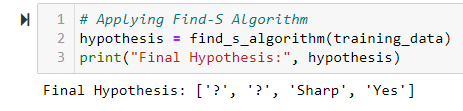 1 # Applying Find-S Algorithm
2 hypothesis = find_s_algorithm(training_data)
3 print("Final Hypothesis:", hypothesis)
Final Hypothesis: ['?', '?', 'Sharp', 'Yes']